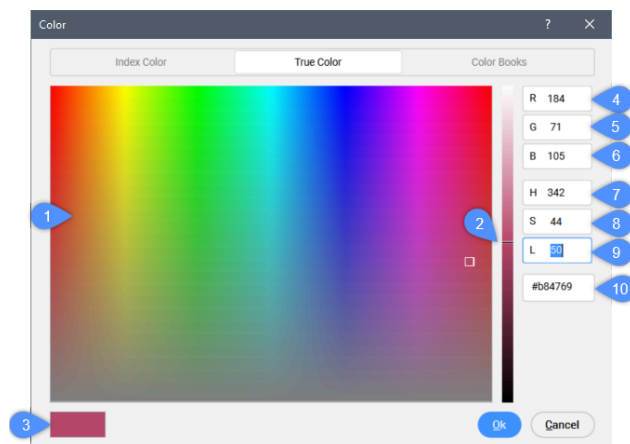 Color ? ×
Index Color True Color Color Books
R 184 4
G 71 5
B 105 6
H 342 7
1
S 44 8
2
L 50 9
#b84769 10
3
Ok Cancel